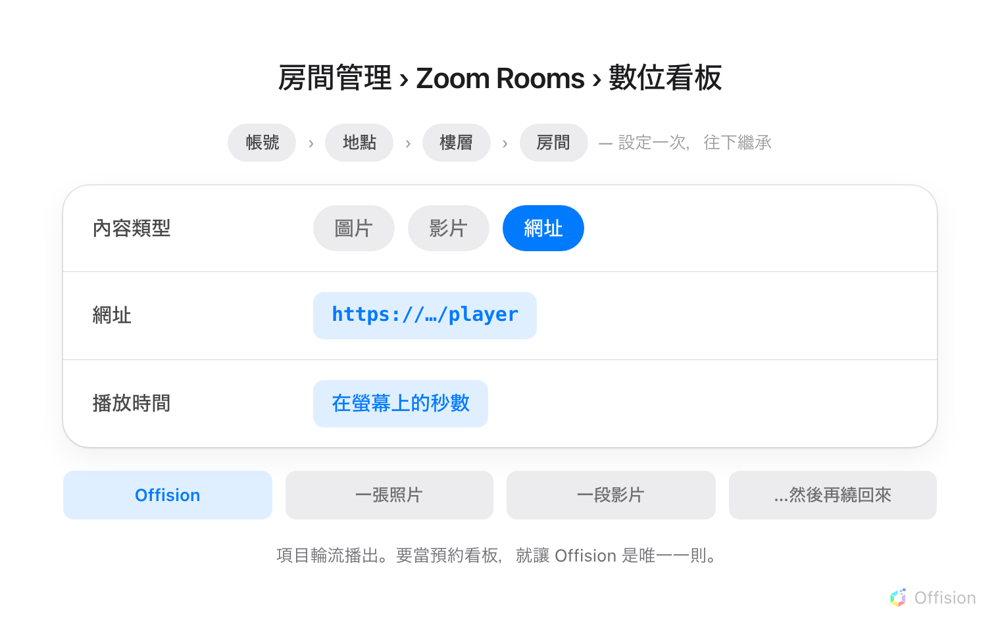 房間管理 › Zoom Rooms › 數位看板
帳號 › 地點 › 樓層 › 房間 — 設定一次，往下繼承
內容類型 圖片 影片 網址
網址 https://…/player
播放時間 在螢幕上的秒數
Offision 一張照片 一段影片 …然後再繞回來
項目輪流播出。要當預約看板，就讓 Offision 是唯一一則。
Offision